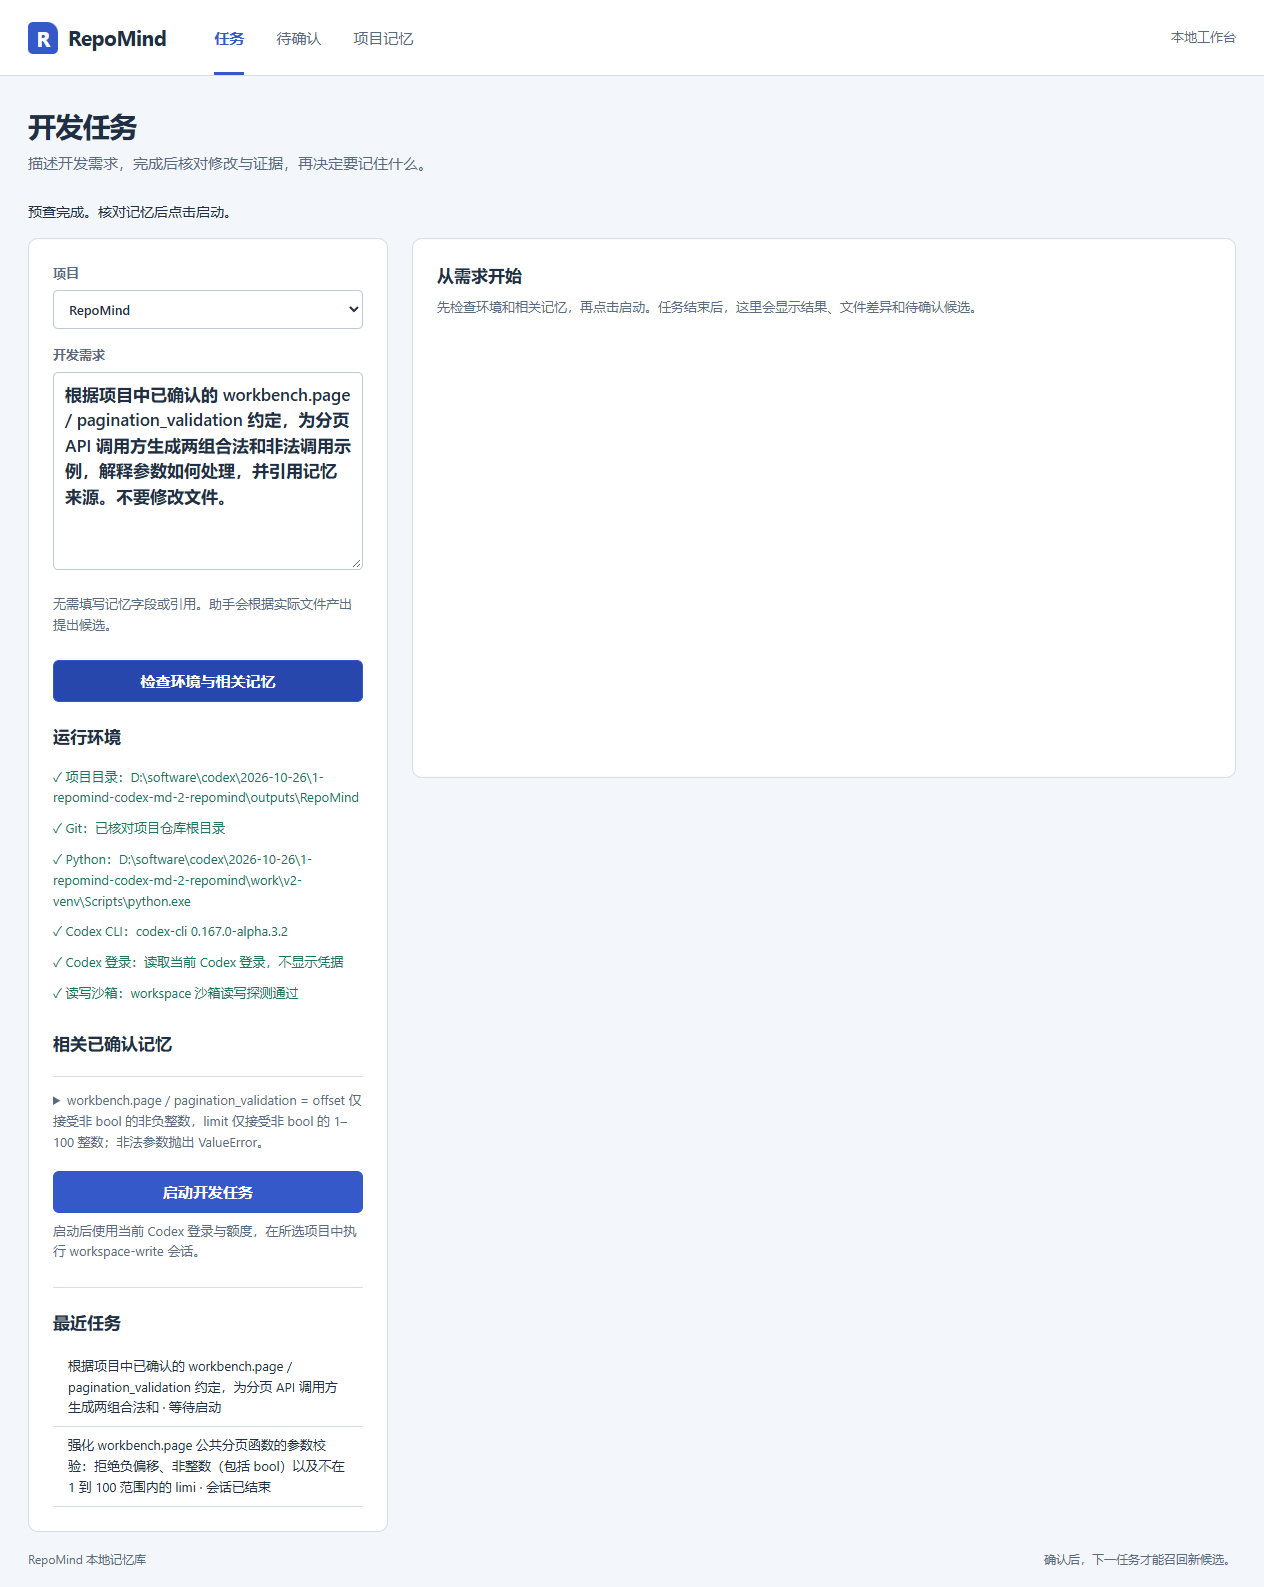 R RepoMind 任务 待确认 项目记忆 本地工作台
开发任务
描述开发需求，完成后核对修改与证据，再决定要记住什么。
预查完成。核对记忆后点击启动。
项目
RepoMind
开发需求
根据项目中已确认的 workbench.page
/ pagination_validation 约定，为分页
API 调用方生成两组合法和非法调用示
例，解释参数如何处理，并引用记忆
来源。不要修改文件。
无需填写记忆字段或引用。助手会根据实际文件产出
提出候选。
检查环境与相关记忆
运行环境
✓ 项目目录：D:\software\codex\2026-10-26\1-
repomind-codex-md-2-repomind\outputs\RepoMind
✓ Git：已核对项目仓库根目录
✓ Python：D:\software\codex\2026-10-26\1-
repomind-codex-md-2-repomind\work\v2-
venv\Scripts\python.exe
✓ Codex CLI：codex-cli 0.167.0-alpha.3.2
✓ Codex 登录：读取当前 Codex 登录，不显示凭据
✓ 读写沙箱：workspace 沙箱读写探测通过
相关已确认记忆
▶ workbench.page / pagination_validation = offset 仅
接受非 bool 的非负整数，limit 仅接受非 bool 的 1–
100 整数；非法参数抛出 ValueError。
启动开发任务
启动后使用当前 Codex 登录与额度，在所选项目中执
行 workspace-write 会话。
最近任务
根据项目中已确认的 workbench.page /
pagination_validation 约定，为分页 API 调用方
生成两组合法和 · 等待启动
强化 workbench.page 公共分页函数的参数校
验：拒绝负偏移、非整数（包括 bool）以及不在
1 到 100 范围内的 limi · 会话已结束
从需求开始
先检查环境和相关记忆，再点击启动。任务结束后，这里会显示结果、文件差异和待确认候选。
RepoMind 本地记忆库
确认后，下一任务才能召回新候选。